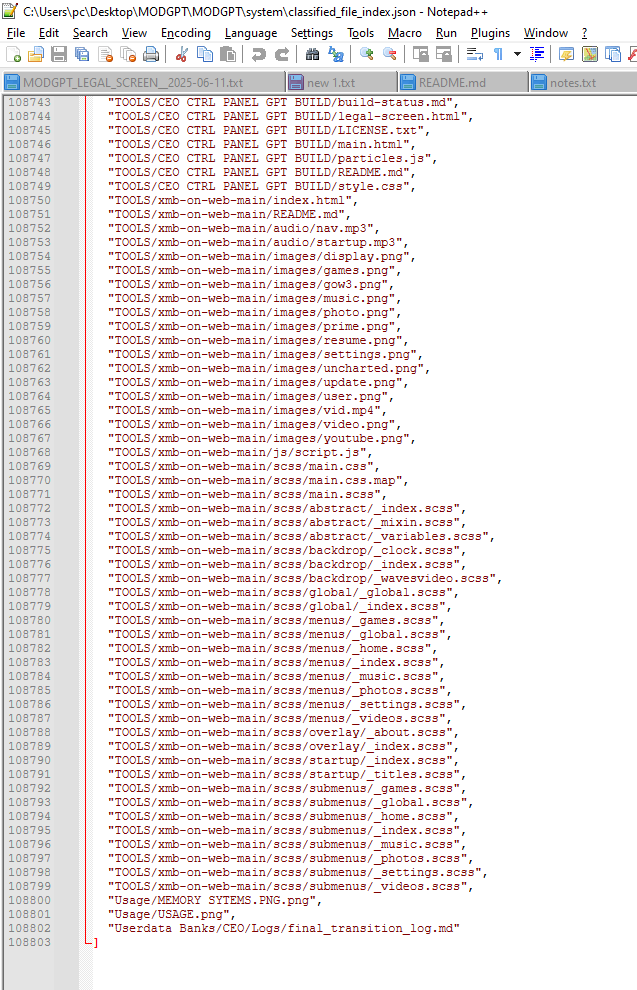 C:\Users\pc\Desktop\MODGPT\MODGPT\system\classified_file_index.json - Notepad++
File Edit Search View Encoding Language Settings Tools Macro Run Plugins Window ?
MODGPT_LEGAL_SCREEN__2025-06-11.txt new 1.txt README.md notes.txt
108743 "TOOLS/CEO CTRL PANEL GPT BUILD/build-status.md",
108744 "TOOLS/CEO CTRL PANEL GPT BUILD/legal-screen.html",
108745 "TOOLS/CEO CTRL PANEL GPT BUILD/LICENSE.txt",
108746 "TOOLS/CEO CTRL PANEL GPT BUILD/main.html",
108747 "TOOLS/CEO CTRL PANEL GPT BUILD/particles.js",
108748 "TOOLS/CEO CTRL PANEL GPT BUILD/README.md",
108749 "TOOLS/CEO CTRL PANEL GPT BUILD/style.css",
108750 "TOOLS/xmb-on-web-main/index.html",
108751 "TOOLS/xmb-on-web-main/README.md",
108752 "TOOLS/xmb-on-web-main/audio/nav.mp3",
108753 "TOOLS/xmb-on-web-main/audio/startup.mp3",
108754 "TOOLS/xmb-on-web-main/images/display.png",
108755 "TOOLS/xmb-on-web-main/images/games.png",
108756 "TOOLS/xmb-on-web-main/images/gow3.png",
108757 "TOOLS/xmb-on-web-main/images/music.png",
108758 "TOOLS/xmb-on-web-main/images/photo.png",
108759 "TOOLS/xmb-on-web-main/images/prime.png",
108760 "TOOLS/xmb-on-web-main/images/resume.png",
108761 "TOOLS/xmb-on-web-main/images/settings.png",
108762 "TOOLS/xmb-on-web-main/images/uncharted.png",
108763 "TOOLS/xmb-on-web-main/images/update.png",
108764 "TOOLS/xmb-on-web-main/images/user.png",
108765 "TOOLS/xmb-on-web-main/images/vid.mp4",
108766 "TOOLS/xmb-on-web-main/images/video.png",
108767 "TOOLS/xmb-on-web-main/images/youtube.png",
108768 "TOOLS/xmb-on-web-main/js/script.js",
108769 "TOOLS/xmb-on-web-main/scss/main.css",
108770 "TOOLS/xmb-on-web-main/scss/main.css.map",
108771 "TOOLS/xmb-on-web-main/scss/main.scss",
108772 "TOOLS/xmb-on-web-main/scss/abstract/_index.scss",
108773 "TOOLS/xmb-on-web-main/scss/abstract/_mixin.scss",
108774 "TOOLS/xmb-on-web-main/scss/abstract/_variables.scss",
108775 "TOOLS/xmb-on-web-main/scss/backdrop/_clock.scss",
108776 "TOOLS/xmb-on-web-main/scss/backdrop/_index.scss",
108777 "TOOLS/xmb-on-web-main/scss/backdrop/_wavesvideo.scss",
108778 "TOOLS/xmb-on-web-main/scss/global/_global.scss",
108779 "TOOLS/xmb-on-web-main/scss/global/_index.scss",
108780 "TOOLS/xmb-on-web-main/scss/menus/_games.scss",
108781 "TOOLS/xmb-on-web-main/scss/menus/_global.scss",
108782 "TOOLS/xmb-on-web-main/scss/menus/_home.scss",
108783 "TOOLS/xmb-on-web-main/scss/menus/_index.scss",
108784 "TOOLS/xmb-on-web-main/scss/menus/_music.scss",
108785 "TOOLS/xmb-on-web-main/scss/menus/_photos.scss",
108786 "TOOLS/xmb-on-web-main/scss/menus/_settings.scss",
108787 "TOOLS/xmb-on-web-main/scss/menus/_videos.scss",
108788 "TOOLS/xmb-on-web-main/scss/overlay/_about.scss",
108789 "TOOLS/xmb-on-web-main/scss/overlay/_index.scss",
108790 "TOOLS/xmb-on-web-main/scss/startup/_index.scss",
108791 "TOOLS/xmb-on-web-main/scss/startup/_titles.scss",
108792 "TOOLS/xmb-on-web-main/scss/submenus/_games.scss",
108793 "TOOLS/xmb-on-web-main/scss/submenus/_global.scss",
108794 "TOOLS/xmb-on-web-main/scss/submenus/_home.scss",
108795 "TOOLS/xmb-on-web-main/scss/submenus/_index.scss",
108796 "TOOLS/xmb-on-web-main/scss/submenus/_music.scss",
108797 "TOOLS/xmb-on-web-main/scss/submenus/_photos.scss",
108798 "TOOLS/xmb-on-web-main/scss/submenus/_settings.scss",
108799 "TOOLS/xmb-on-web-main/scss/submenus/_videos.scss",
108800 "Usage/MEMORY SYTEMS.PNG.png",
108801 "Usage/USAGE.png",
108802 "Userdata Banks/CEO/Logs/final_transition_log.md"
108803 ]